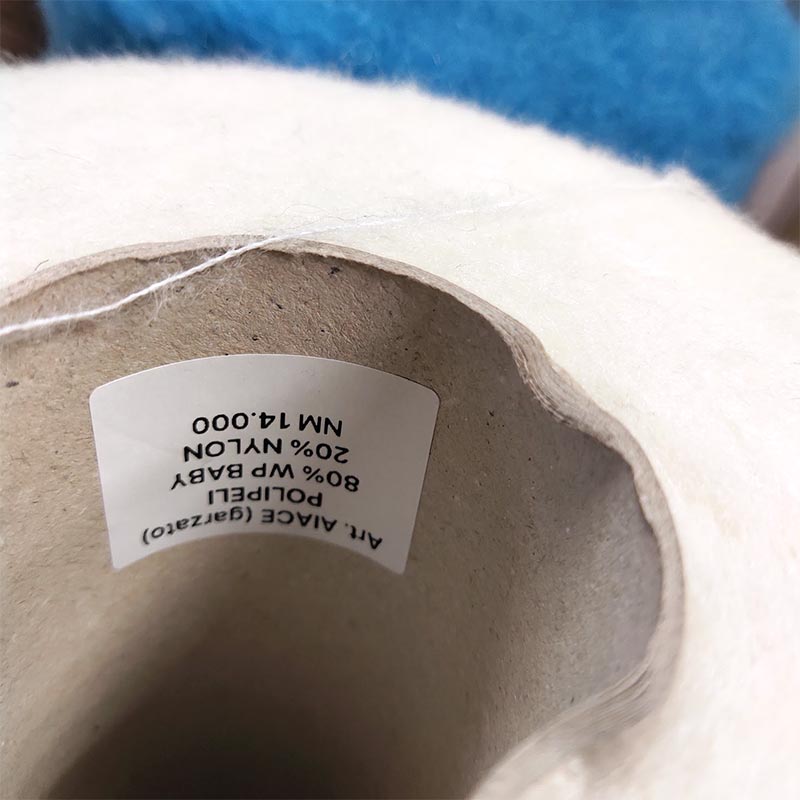 Art. AIACE (garzato)
POLIPELI
80% WP BABY
20% NYLON
NM 14.000